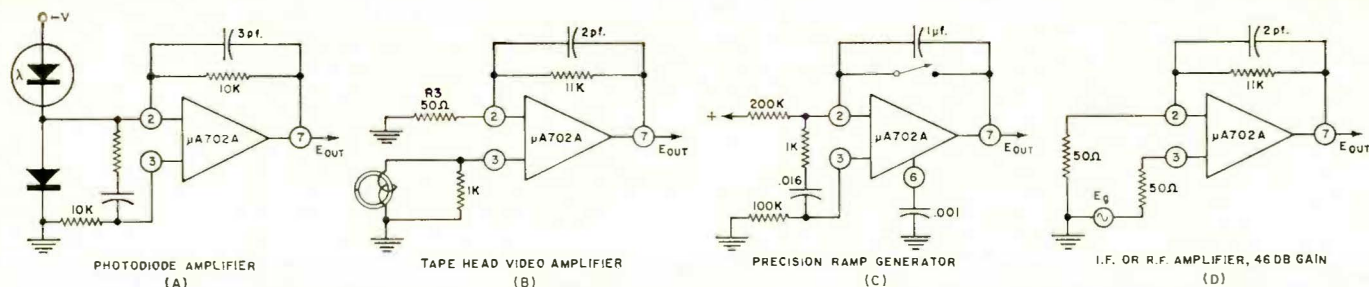 -V
λ
3pf.
10K
2
3
µA702A
7
EOUT
10K
PHOTODIODE AMPLIFIER
(A)
2pf.
11K
R3
50Ω
2
3
µA702A
7
EOUT
1K
TAPE HEAD VIDEO AMPLIFIER
(B)
1µf.
+
200K
2
1K
3
µA702A
7
EOUT
.016
6
100K
.001
PRECISION RAMP GENERATOR
(C)
2pf.
11K
2
3
µA702A
7
EOUT
50Ω
50Ω
Eg
I.F. OR R.F. AMPLIFIER, 46 DB GAIN
(D)